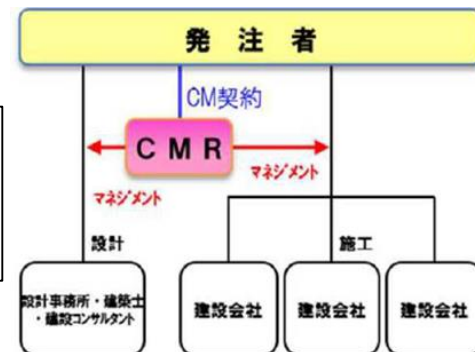 発注者
CM契約
CMR
マネジメント
マネジメント
設計
施工
設計事務所・建築士
・建設コンサルタント
建設会社
建設会社
建設会社